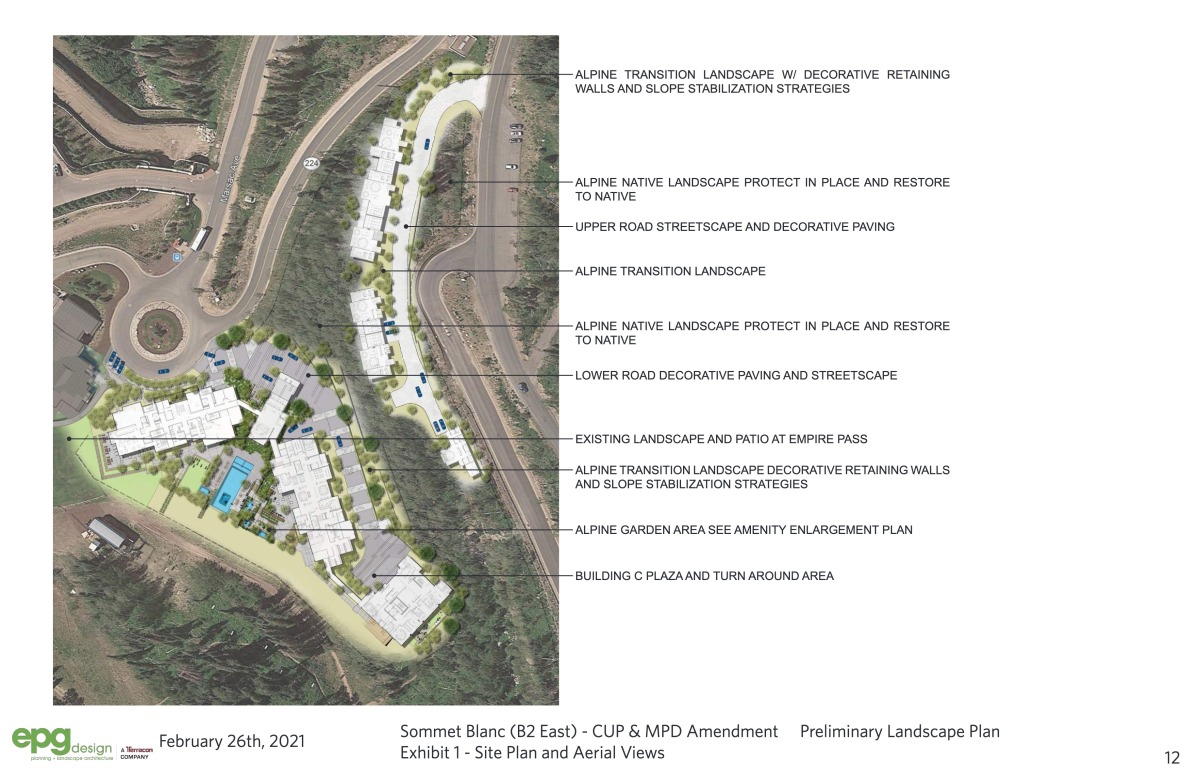 ALPINE TRANSITION LANDSCAPE W/ DECORATIVE RETAINING
WALLS AND SLOPE STABILIZATION STRATEGIES
224
ALPINE NATIVE LANDSCAPE PROTECT IN PLACE AND RESTORE
TO NATIVE
UPPER ROAD STREETSCAPE AND DECORATIVE PAVING
ALPINE TRANSITION LANDSCAPE
ALPINE NATIVE LANDSCAPE PROTECT IN PLACE AND RESTORE
TO NATIVE
LOWER ROAD DECORATIVE PAVING AND STREETSCAPE
EXISTING LANDSCAPE AND PATIO AT EMPIRE PASS
ALPINE TRANSITION LANDSCAPE DECORATIVE RETAINING WALLS
AND SLOPE STABILIZATION STRATEGIES
ALPINE GARDEN AREA SEE AMENITY ENLARGEMENT PLAN
BUILDING C PLAZA AND TURN AROUND AREA
epg design
planning + landscape architecture
A Terracon
COMPANY
February 26th, 2021
Sommet Blanc (B2 East) - CUP & MPD Amendment Preliminary Landscape Plan
Exhibit 1 - Site Plan and Aerial Views
12